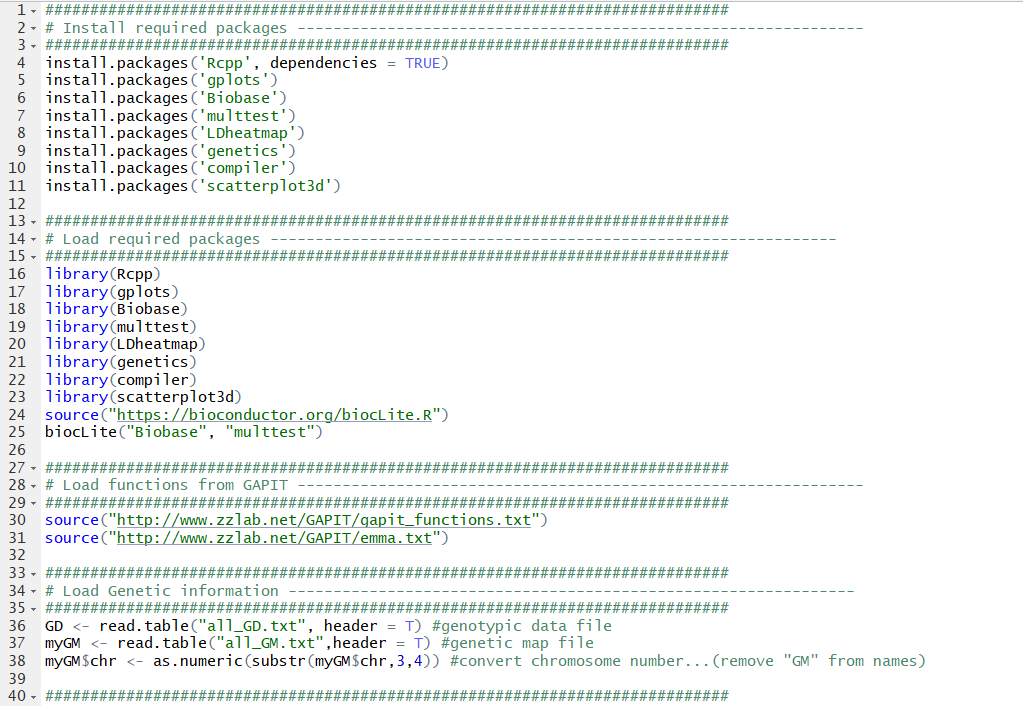 1 ############################################################################
2 # Install required packages ---------------------------------------------------------------
3 ############################################################################
4 install.packages('Rcpp', dependencies = TRUE)
5 install.packages('gplots')
6 install.packages('Biobase')
7 install.packages('multtest')
8 install.packages('LDheatmap')
9 install.packages('genetics')
10 install.packages('compiler')
11 install.packages('scatterplot3d')
12
13 ############################################################################
14 # Load required packages ---------------------------------------------------------------
15 ############################################################################
16 library(Rcpp)
17 library(gplots)
18 library(Biobase)
19 library(multtest)
20 library(LDheatmap)
21 library(genetics)
22 library(compiler)
23 library(scatterplot3d)
24 source("https://bioconductor.org/biocLite.R")
25 biocLite("Biobase", "multtest")
26
27 ############################################################################
28 # Load functions from GAPIT ---------------------------------------------------------------
29 ############################################################################
30 source("http://www.zzlab.net/GAPIT/gapit_functions.txt")
31 source("http://www.zzlab.net/GAPIT/emma.txt")
32
33 ############################################################################
34 # Load Genetic information ---------------------------------------------------------------
35 ############################################################################
36 GD <- read.table("all_GD.txt", header = T) #genotypic data file
37 myGM <- read.table("all_GM.txt",header = T) #genetic map file
38 myGM$chr <- as.numeric(substr(myGM$chr,3,4)) #convert chromosome number...(remove "GM" from names)
39
40 ############################################################################